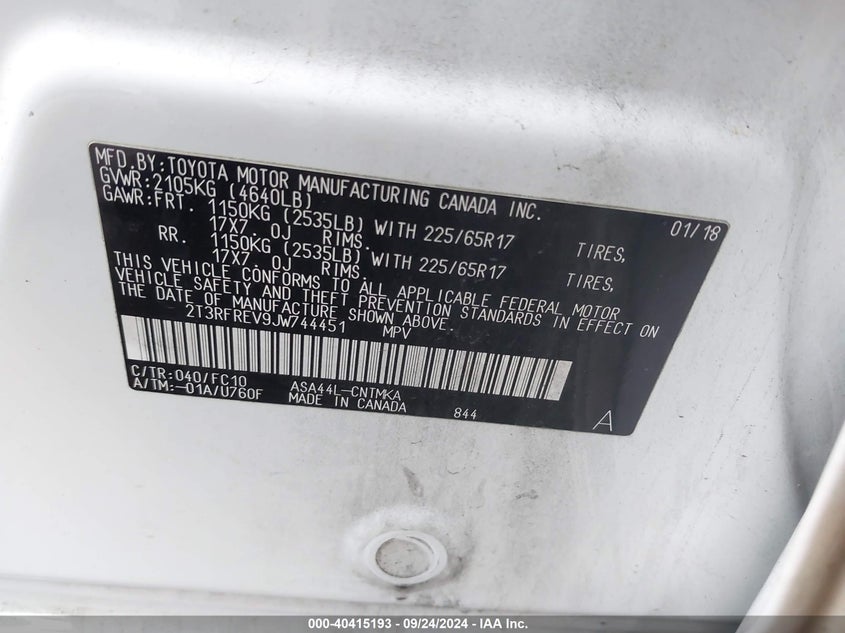 MFD.BY:TOYOTA MOTOR MANUFACTURING CANADA INC.
GVWR:2105KG (4640LB) 01/18
GAWR:FRT. 1150KG (2535LB) WITH 225/65R17 TIRES,
17X7.0J RIMS.
RR. 1150KG (2535LB) WITH 225/65R17 TIRES,
17X7.0J RIMS.
THIS VEHICLE CONFORMS TO ALL APPLICABLE FEDERAL MOTOR
VEHICLE SAFETY AND THEFT PREVENTION STANDARDS IN EFFECT ON
THE DATE OF MANUFACTURE SHOWN ABOVE.
2T3RFREV9JW744451 MPV
C/TR:040/FC10 ASA44L-CNTMKA
A/TM:-01A/U760F MADE IN CANADA 844 A
000-40415193 - 09/24/2024 - IAA Inc.